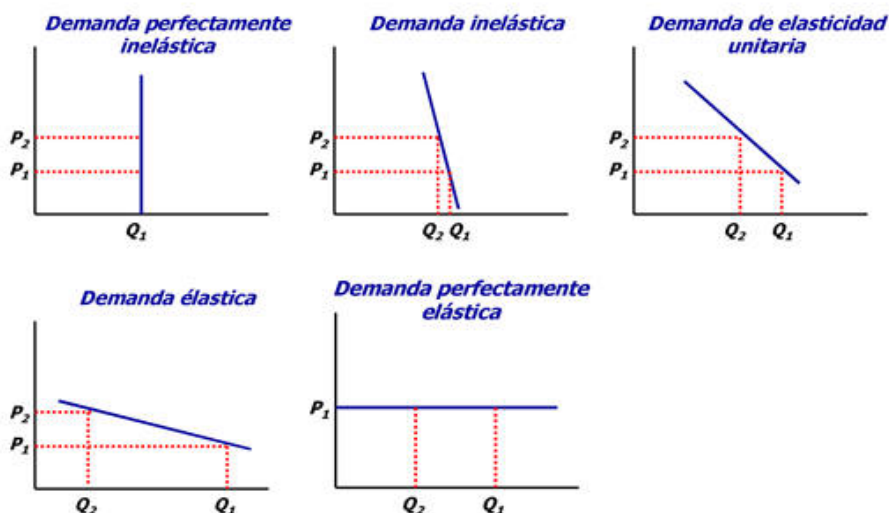 Demanda perfectamente
inelástica
P2
P1
Q1
Demanda inelástica
P2
P1
Q2 Q1
Demanda de elasticidad
unitaria
P2
P1
Q2 Q1
Demanda élastica
P2
P1
Q2 Q1
Demanda perfectamente
elástica
P1
Q2 Q1